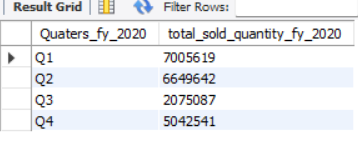 Result Grid Filter Rows:
Quaters_fy_2020 total_sold_quantity_fy_2020
Q1 7005619
Q2 6649642
Q3 2075087
Q4 5042541